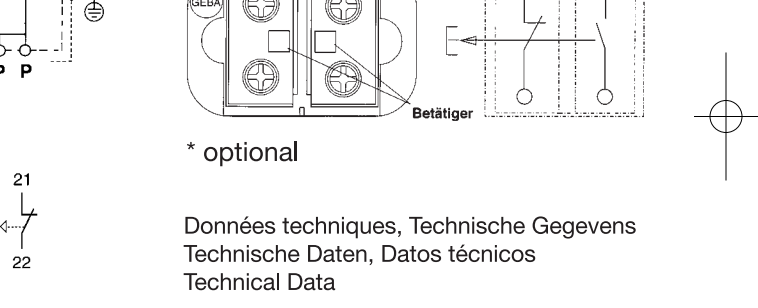 GEBA
P P
Betätiger
* optional
21
22
Données techniques, Technische Gegevens
Technische Daten, Datos técnicos
Technical Data